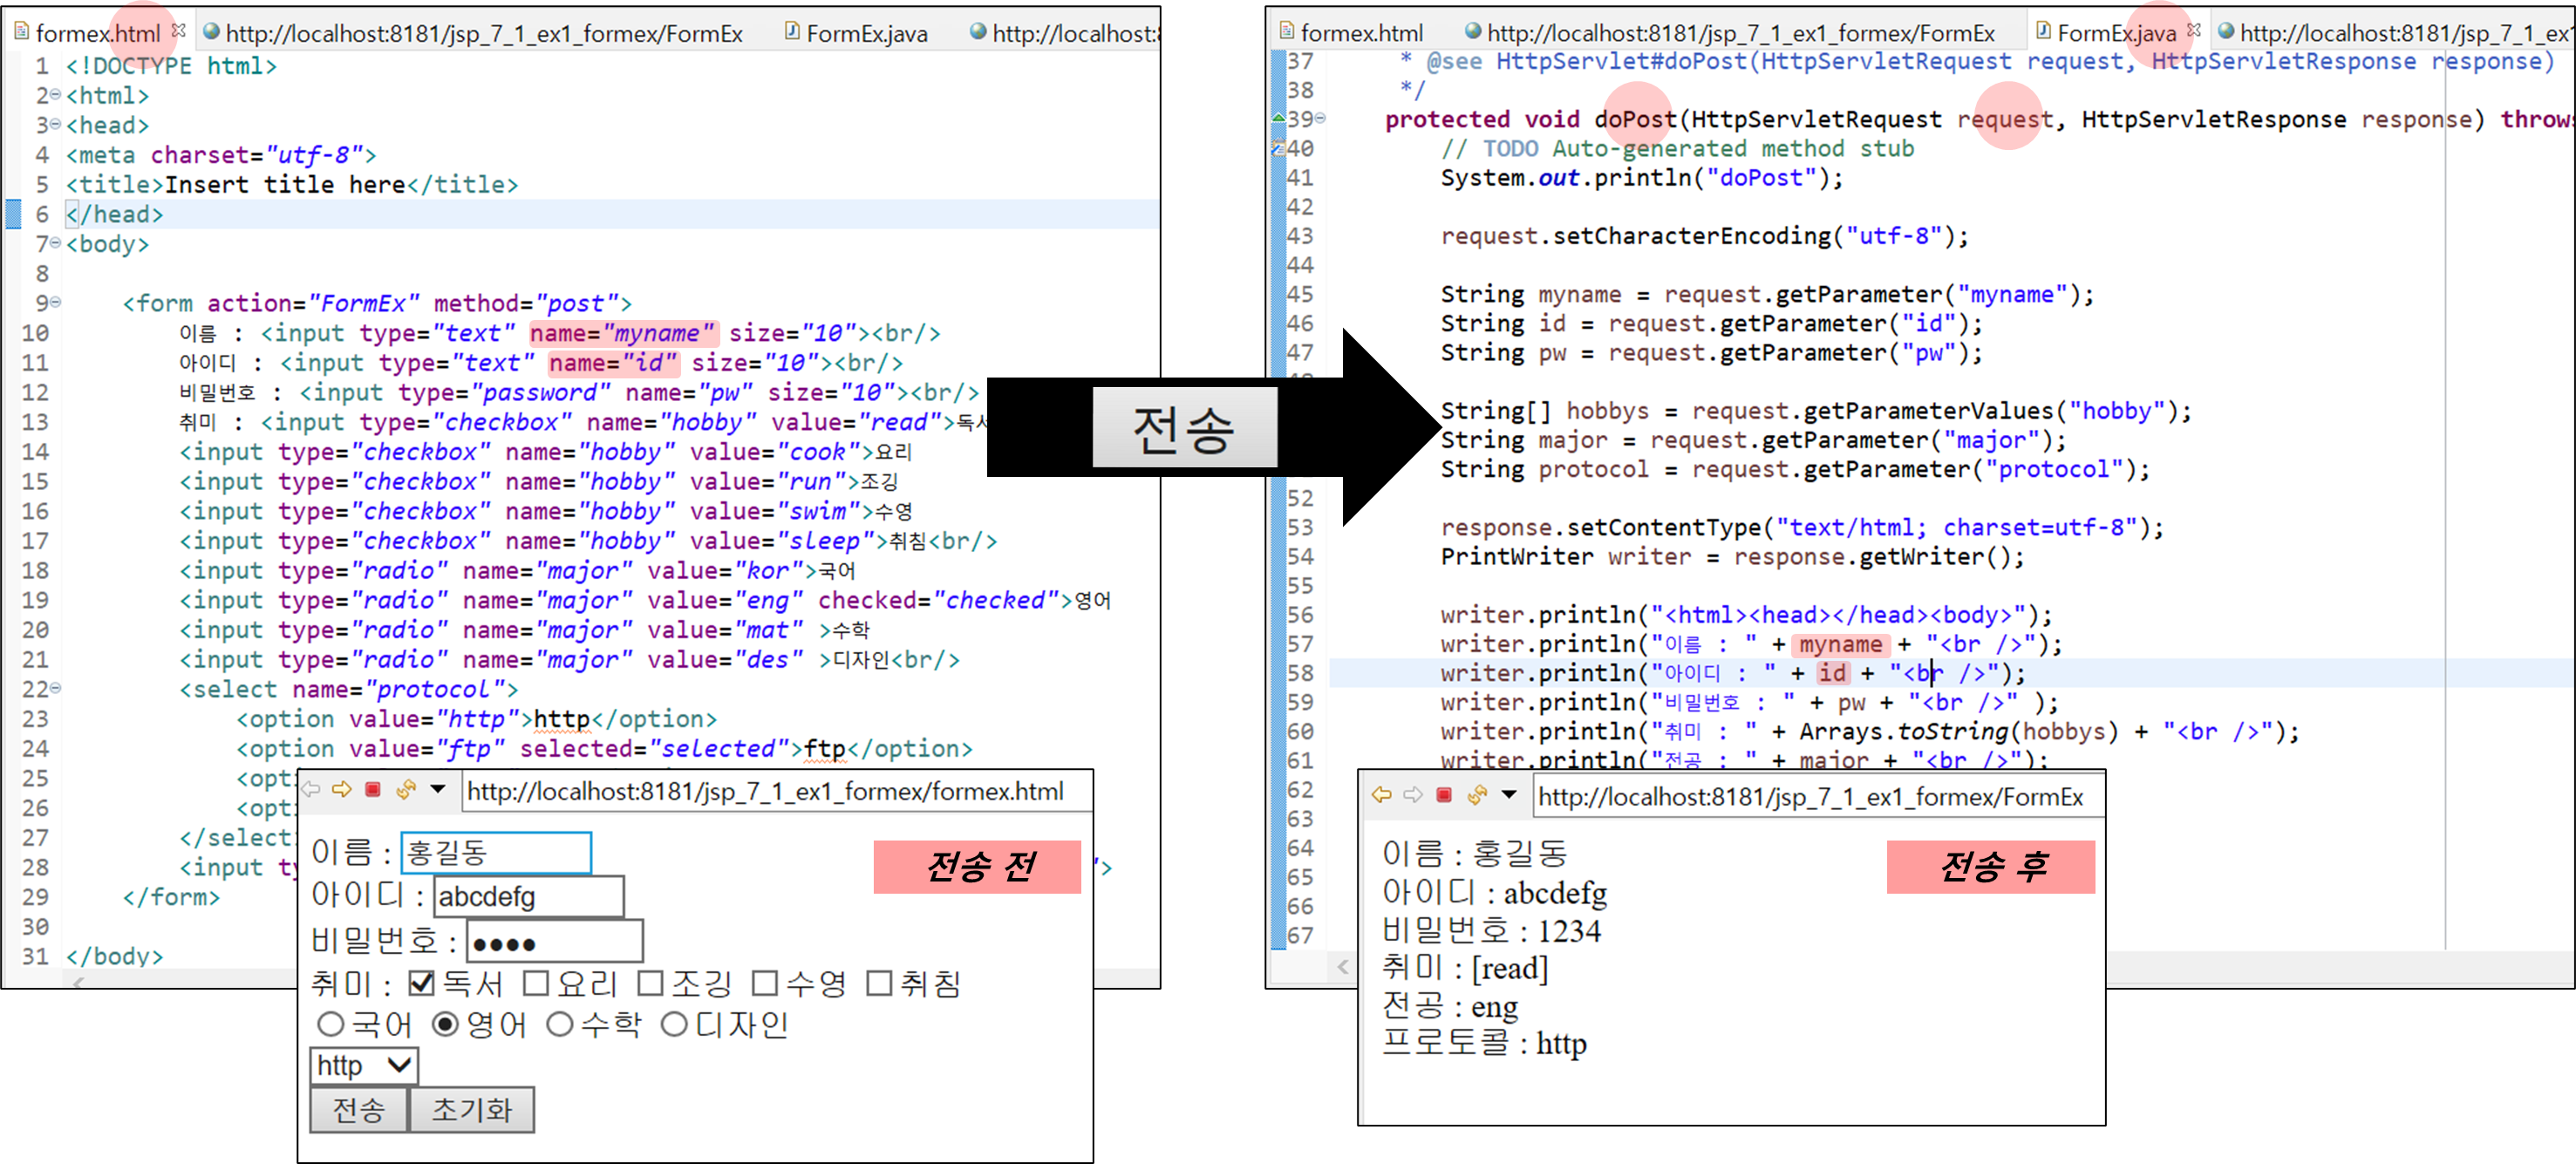 formex.html
http://localhost:8181/jsp_7_1_ex1_formex/FormEx
FormEx.java
http://localhost:8
1 <!DOCTYPE html>
2 <html>
3 <head>
4 <meta charset="utf-8">
5 <title>Insert title here</title>
6 </head>
7 <body>
8
9 <form action="FormEx" method="post">
10 이름 : <input type="text" name="myname" size="10"><br/>
11 아이디 : <input type="text" name="id" size="10"><br/>
12 비밀번호 : <input type="password" name="pw" size="10"><br/>
13 취미 : <input type="checkbox" name="hobby" value="read">독
14 <input type="checkbox" name="hobby" value="cook">요리
15 <input type="checkbox" name="hobby" value="run">조깅
16 <input type="checkbox" name="hobby" value="swim">수영
17 <input type="checkbox" name="hobby" value="sleep">취침<br/>
18 <input type="radio" name="major" value="kor">국어
19 <input type="radio" name="major" value="eng" checked="checked">영어
20 <input type="radio" name="major" value="mat" >수학
21 <input type="radio" name="major" value="des" >디자인<br/>
22 <select name="protocol">
23 <option value="http">http</option>
24 <option value="ftp" selected="selected">ftp</option>
25 <opt
26 <opt
27 </select
28 <input ty ">
29 </form>
30
31 </body>
http://localhost:8181/jsp_7_1_ex1_formex/formex.html
이름 : 홍길동
전송 전
아이디 : abcdefg
비밀번호 : ●●●●
취미 : 독서 요리 조깅 수영 취침
국어 영어 수학 디자인
http
전송 초기화
전송
formex.html
http://localhost:8181/jsp_7_1_ex1_formex/FormEx
FormEx.java
http://localhost:8181/jsp_7_1_ex1
37 * @see HttpServlet#doPost(HttpServletRequest request, HttpServletResponse response)
38 */
39 protected void doPost(HttpServletRequest request, HttpServletResponse response) throws
40 // TODO Auto-generated method stub
41 System.out.println("doPost");
42
43 request.setCharacterEncoding("utf-8");
44
45 String myname = request.getParameter("myname");
46 String id = request.getParameter("id");
47 String pw = request.getParameter("pw");
String[] hobbys = request.getParameterValues("hobby");
String major = request.getParameter("major");
String protocol = request.getParameter("protocol");
52
53 response.setContentType("text/html; charset=utf-8");
54 PrintWriter writer = response.getWriter();
55
56 writer.println("<html><head></head><body>");
57 writer.println("이름 : " + myname + "<br />");
58 writer.println("아이디 : " + id + "<br />");
59 writer.println("비밀번호 : " + pw + "<br />" );
60 writer.println("취미 : " + Arrays.toString(hobbys) + "<br />");
61 writer.println("전공 : " + major + "<br />");
62
63
64
65
66
67
http://localhost:8181/jsp_7_1_ex1_formex/FormEx
이름 : 홍길동
전송 후
아이디 : abcdefg
비밀번호 : 1234
취미 : [read]
전공 : eng
프로토콜 : http